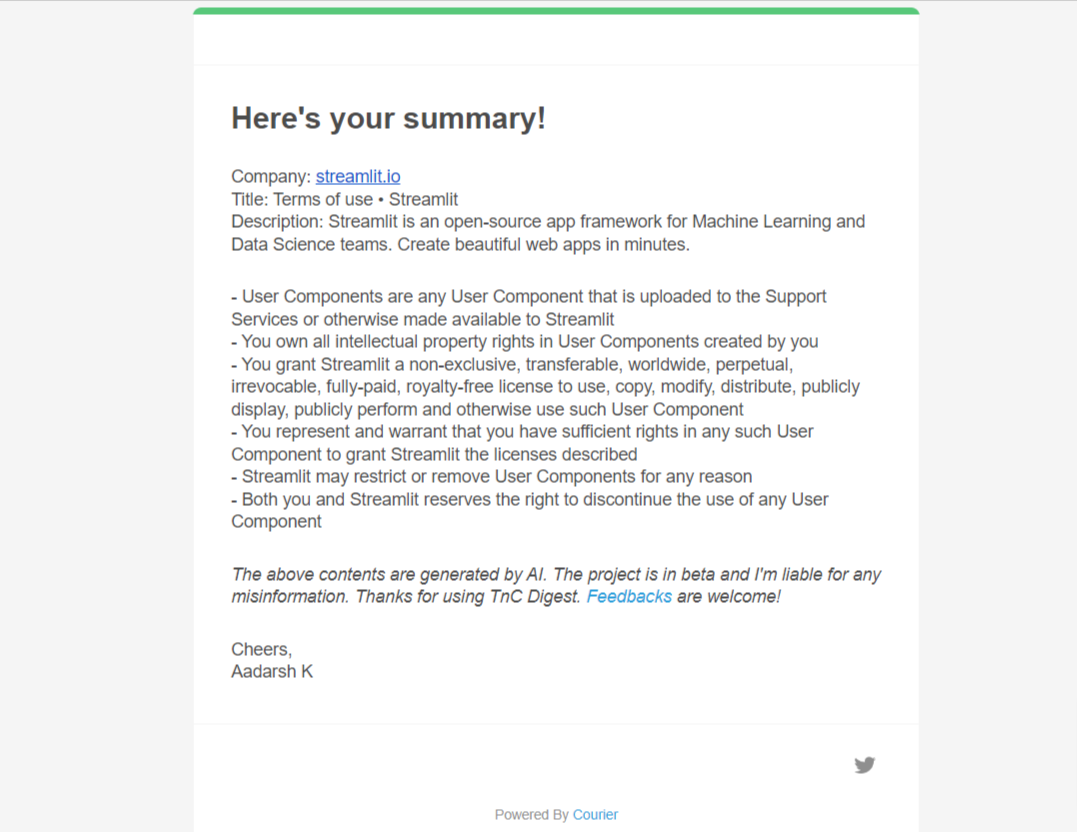 Here's your summary!
Company: streamlit.io
Title: Terms of use • Streamlit
Description: Streamlit is an open-source app framework for Machine Learning and
Data Science teams. Create beautiful web apps in minutes.
- User Components are any User Component that is uploaded to the Support
Services or otherwise made available to Streamlit
- You own all intellectual property rights in User Components created by you
- You grant Streamlit a non-exclusive, transferable, worldwide, perpetual,
irrevocable, fully-paid, royalty-free license to use, copy, modify, distribute, publicly
display, publicly perform and otherwise use such User Component
- You represent and warrant that you have sufficient rights in any such User
Component to grant Streamlit the licenses described
- Streamlit may restrict or remove User Components for any reason
- Both you and Streamlit reserves the right to discontinue the use of any User
Component
The above contents are generated by AI. The project is in beta and I'm liable for any
misinformation. Thanks for using TnC Digest. Feedbacks are welcome!
Cheers,
Aadarsh K
Powered By Courier